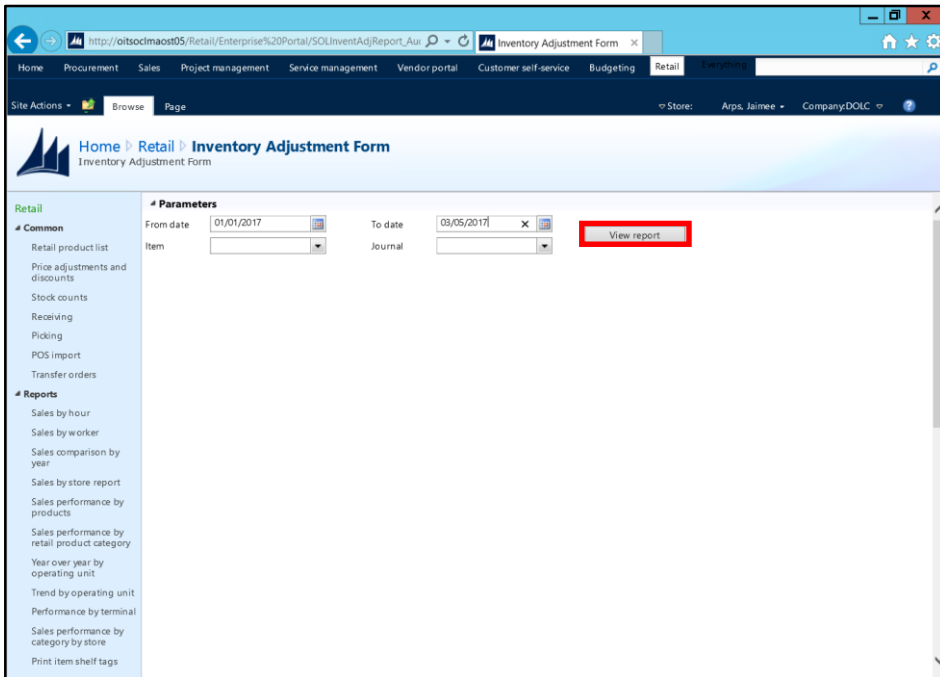 http://oitsoclmaost05/Retail/Enterprise%20Portal/SOLInventAdjReport_Au
Inventory Adjustment Form
Home Procurement Sales Project management Service management Vendor portal Customer self-service Budgeting Retail Everything
Site Actions Browse Page Store: Arps, Jaimee Company:DOLC
Home Retail Inventory Adjustment Form
Inventory Adjustment Form
Retail
Common
Retail product list
Price adjustments and
discounts
Stock counts
Receiving
Picking
POS import
Transfer orders
Reports
Sales by hour
Sales by worker
Sales comparison by
year
Sales by store report
Sales performance by
products
Sales performance by
retail product category
Year over year by
operating unit
Trend by operating unit
Performance by terminal
Sales performance by
category by store
Print item shelf tags
Parameters
From date 01/01/2017 To date 03/05/2017
Item Journal
View report